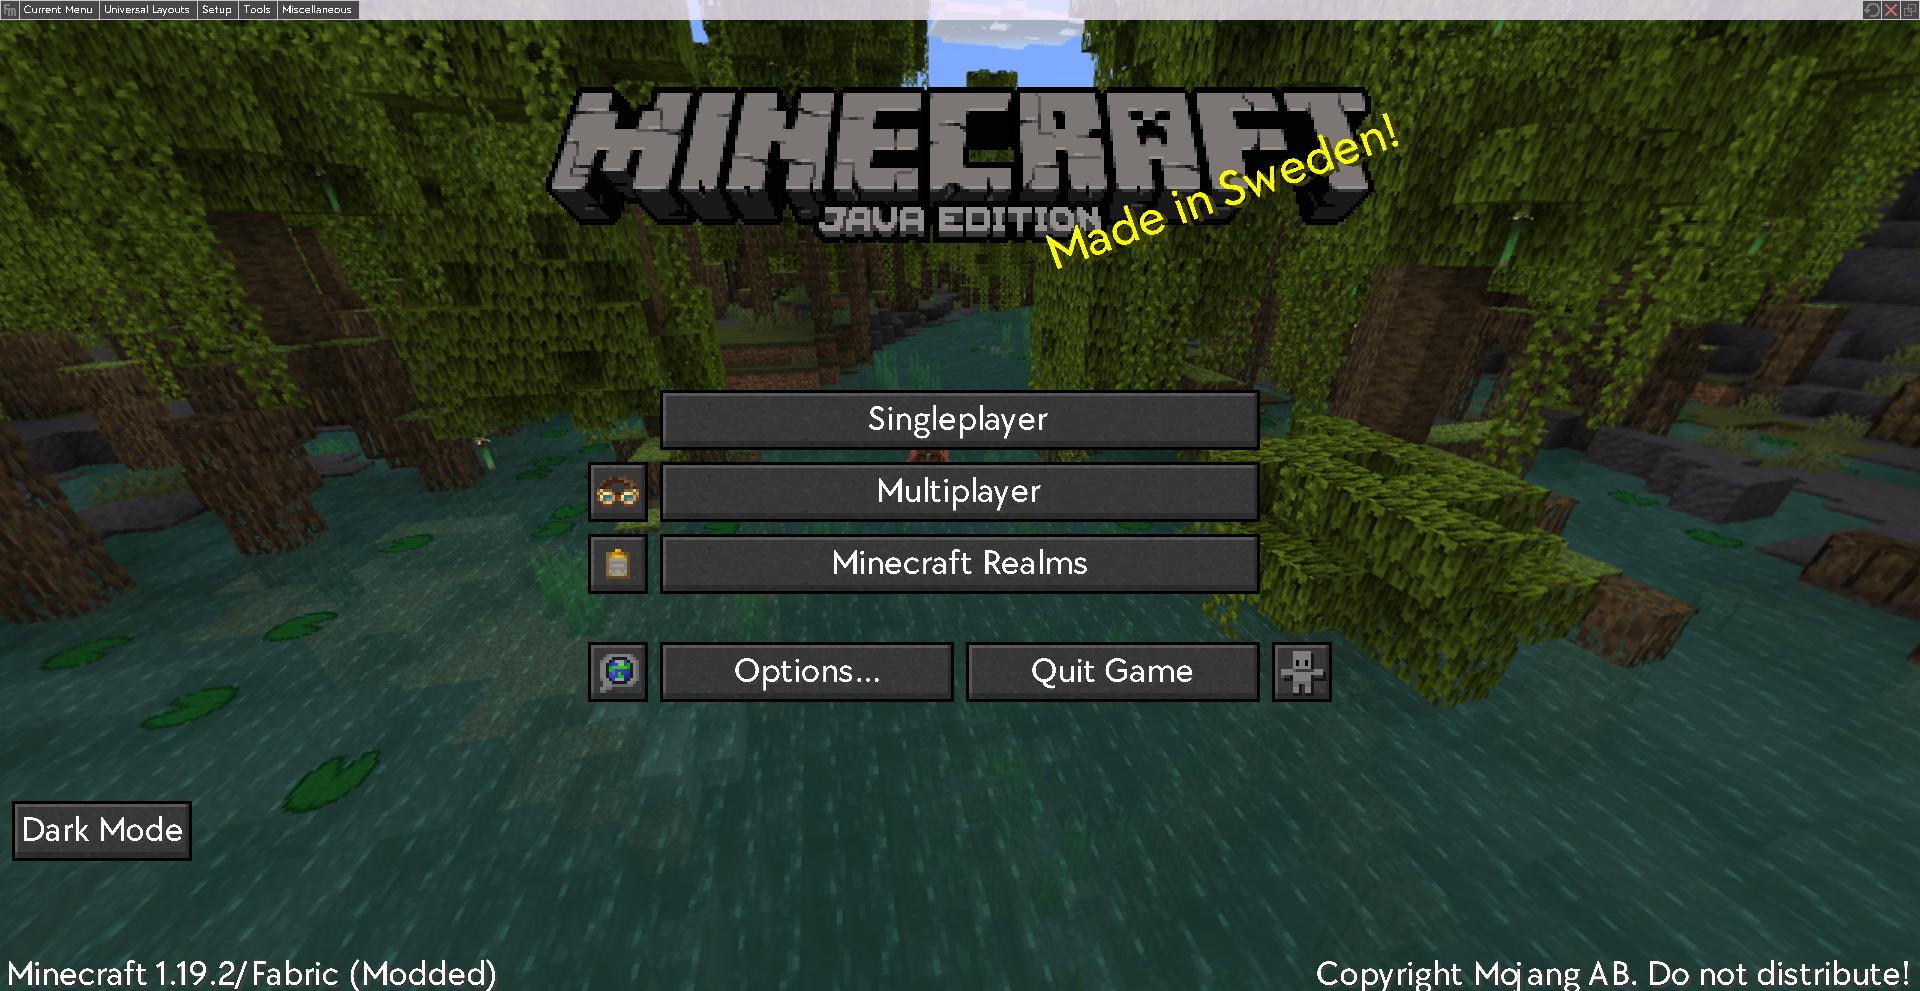 Fm Current Menu Universal Layouts Setup Tools Miscellaneous
MINECRAFT
JAVA EDITION
Made in Sweden!
Singleplayer
Multiplayer
Minecraft Realms
Options... Quit Game
Dark Mode
Minecraft 1.19.2/Fabric (Modded) Copyright Mojang AB. Do not distribute!